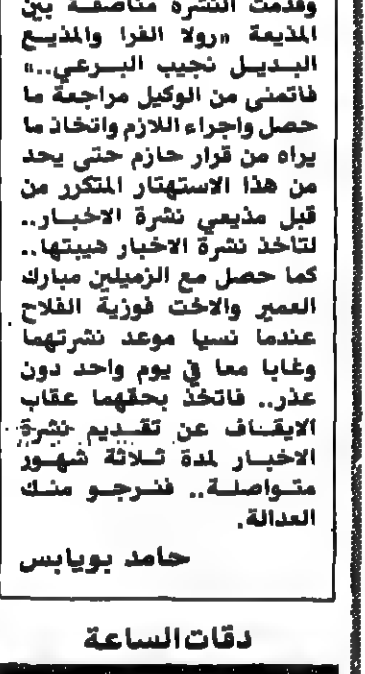 وقدمت النشرة مناصفة بين
المذيعة «رولا الفرا والمذيع
البديل نجيب البرعي..»
فاتمنى من الوكيل مراجعة ما
حصل واجراء اللازم واتخاذ ما
يراه من قرار حازم حتى يحد
من هذا الاستهتار المتكرر من
قبل مذيعي نشرة الاخبار..
لتاخذ نشرة الاخبار هيبتها..
كما حصل مع الزميلين مبارك
العمير والاخت فوزية الفلاح
عندما نسيا موعد نشرتهما
وغابا معا في يوم واحد دون
عذر.. فاتخذ بحقهما عقاب
الايقاف عن تقديم نشرة
الاخبار لمدة ثلاثة شهور
متواصلة.. فنرجو منك
العدالة.
حامد بويابس
دقات الساعة